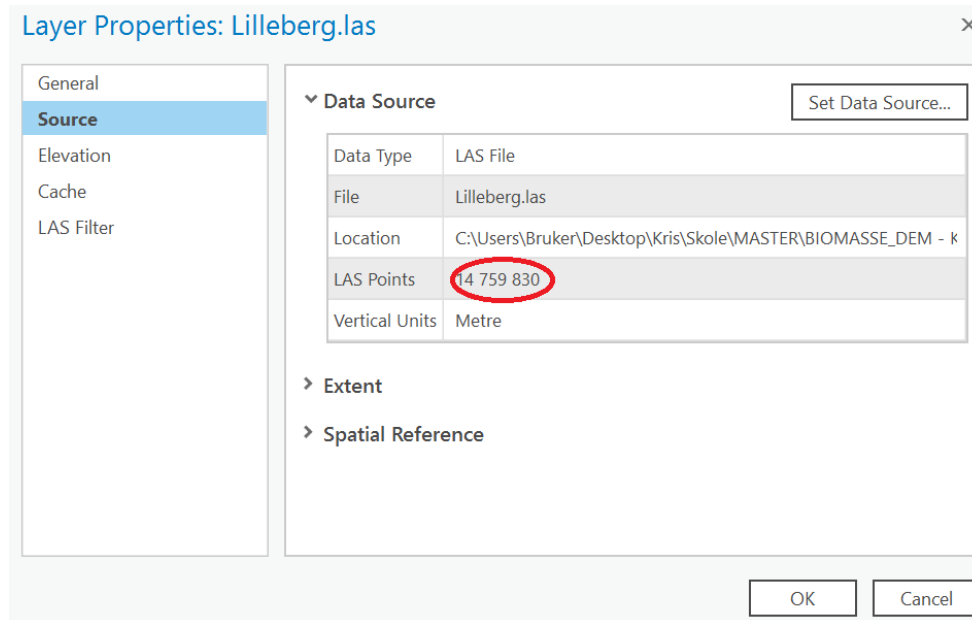 Layer Properties: Lilleberg.las
General
Source
Elevation
Cache
LAS Filter
Data Source
Set Data Source...
Data Type LAS File
File Lilleberg.las
Location C:\Users\Bruker\Desktop\Kris\Skole\MASTER\BIOMASSE_DEM - K
LAS Points 14 759 830
Vertical Units Metre
Extent
Spatial Reference
OK Cancel